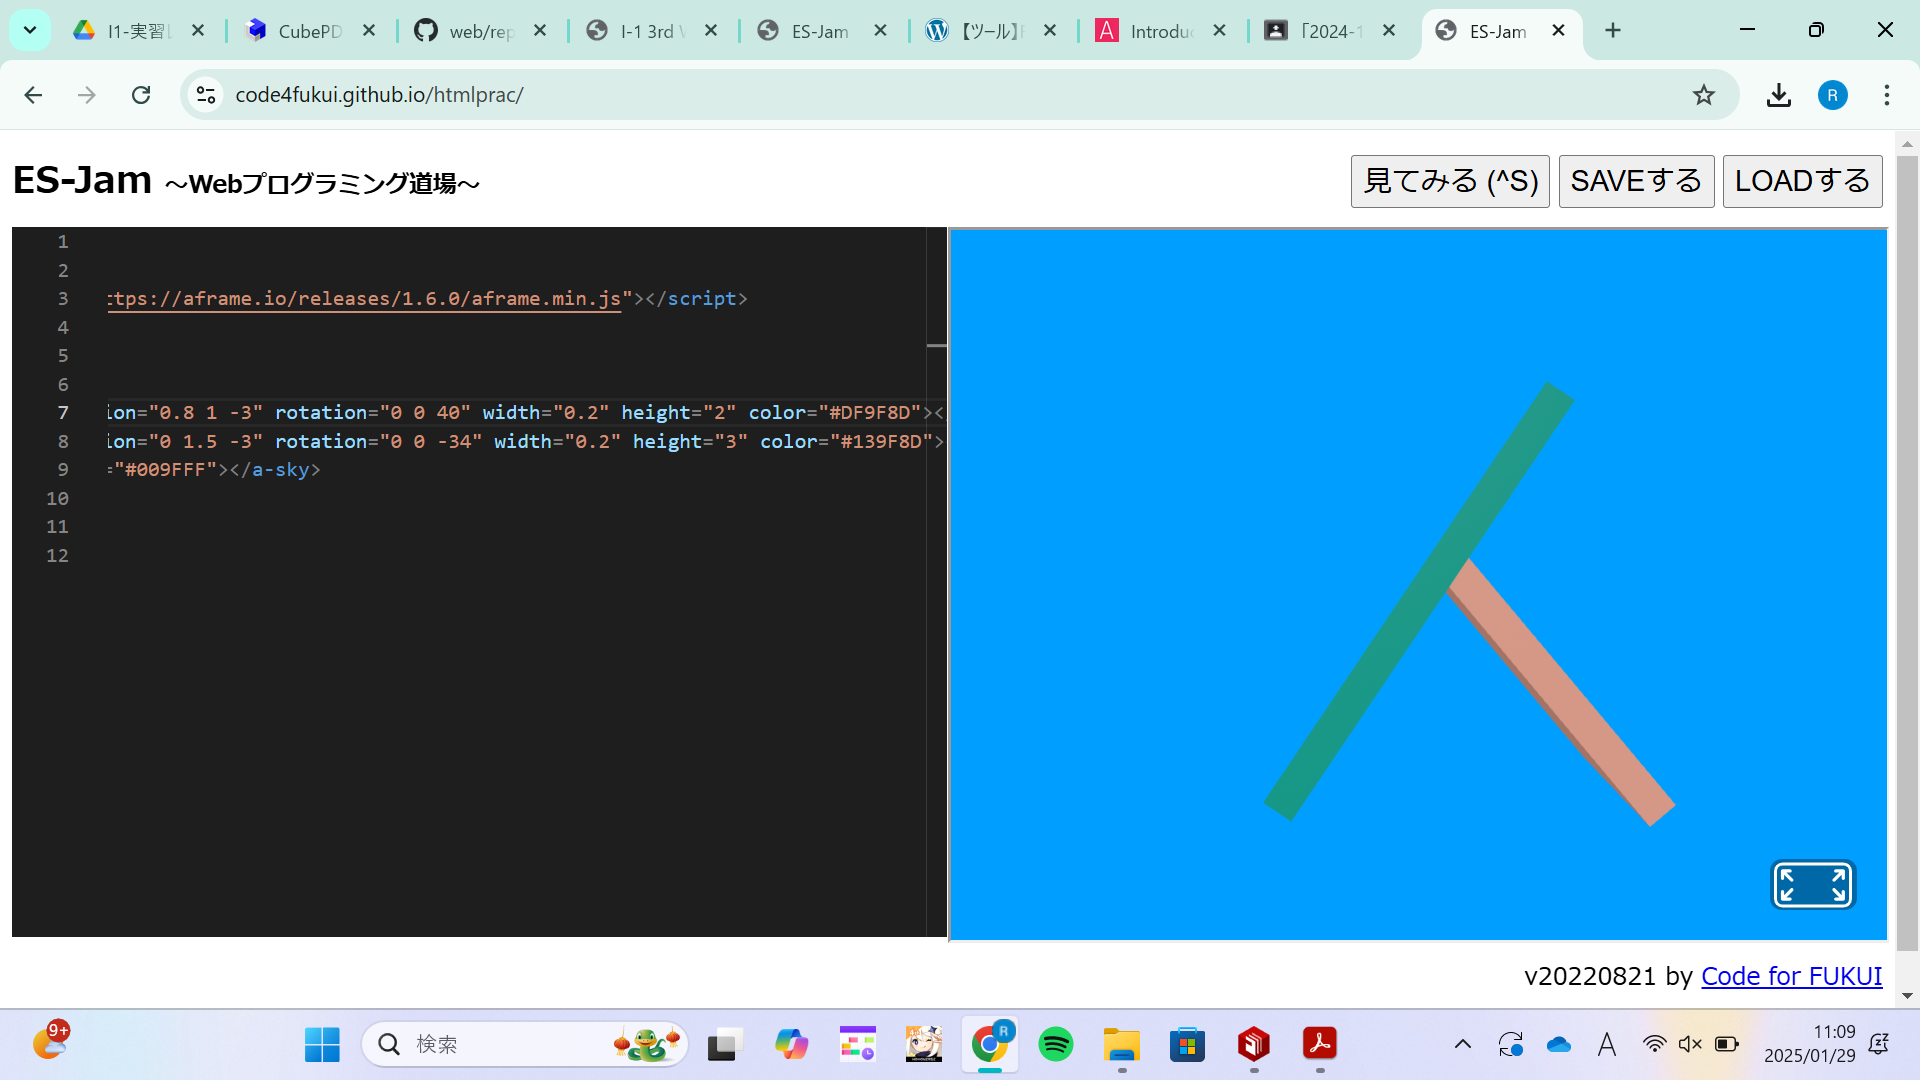 I1-実習
CubePD
web/rep
I-1 3rd
ES-Jam
【ツール】
Introdu
「2024-1
ES-Jam
code4fukui.github.io/htmlprac/
R
ES-Jam ～Webプログラミング道場～
見てみる (^S)
SAVEする
LOADする
1
2
3 ttps://aframe.io/releases/1.6.0/aframe.min.js"></script>
4
5
6
7 ion="0.8 1 -3" rotation="0 0 40" width="0.2" height="2" color="#DF9F8D"><
8 ion="0 1.5 -3" rotation="0 0 -34" width="0.2" height="3" color="#139F8D">
9 ="#009FFF"></a-sky>
10
11
12
v20220821 by Code for FUKUI
9+
検索
R
A
11:09
2025/01/29